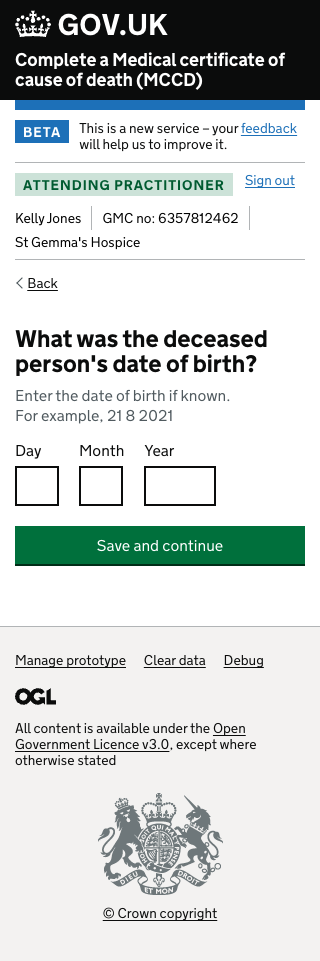 GOV.UK
Complete a Medical certificate of
cause of death (MCCD)
BETA
This is a new service – your feedback
will help us to improve it.
ATTENDING PRACTITIONER
Sign out
Kelly Jones
GMC no: 6357812462
St Gemma's Hospice
Back
What was the deceased
person's date of birth?
Enter the date of birth if known.
For example, 21 8 2021
Day Month Year
Save and continue
Manage prototype Clear data Debug
OGL
All content is available under the Open
Government Licence v3.0, except where
otherwise stated
DIEU ET MON DROIT
© Crown copyright